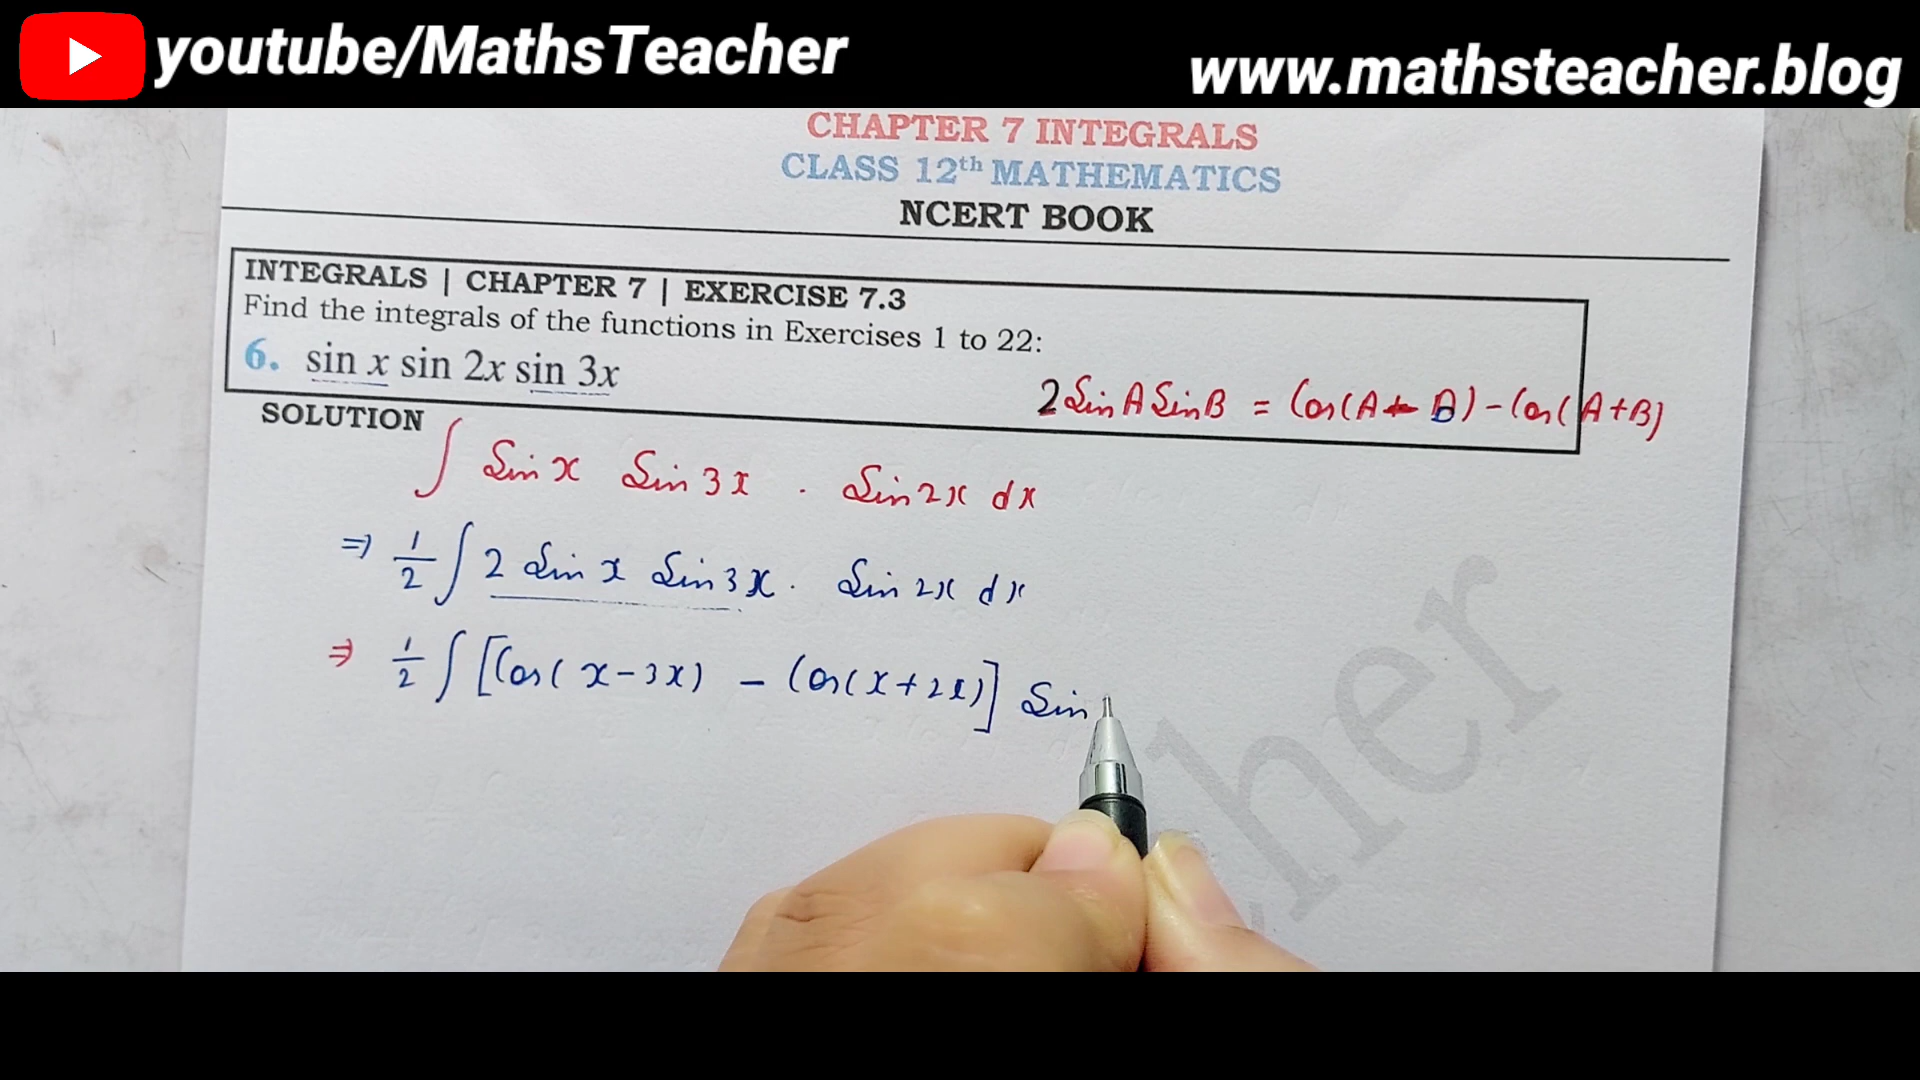 youtube/MathsTeacher
www.mathsteacher.blog
CHAPTER 7 INTEGRALS
CLASS 12th MATHEMATICS
NCERT BOOK
INTEGRALS | CHAPTER 7 | EXERCISE 7.3
Find the integrals of the functions in Exercises 1 to 22:
6. sin x sin 2x sin 3x
2 Sin A Sin B = Cos(A - B) - Cos(A+B)
SOLUTION
∫ Sin x Sin 3x . Sin 2x dx
⇒ 1/2 ∫ 2 Sin x Sin 3x . Sin 2x dx
⇒ 1/2 ∫ [Cos(x-3x) - Cos(x+2x)] Sin
her